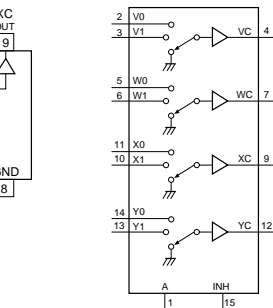 XC
OUT
9
GND
8
2 V0
3 V1
VC 4
5 W0
6 W1
WC 7
11 X0
10 X1
XC 9
14 Y0
13 Y1
YC 12
A INH
1 15